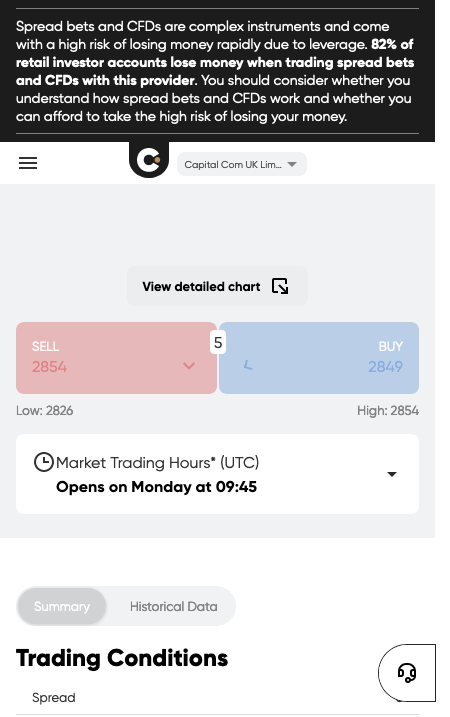 Spread bets and CFDs are complex instruments and come
with a high risk of losing money rapidly due to leverage. 82% of
retail investor accounts lose money when trading spread bets
and CFDs with this provider. You should consider whether you
understand how spread bets and CFDs work and whether you
can afford to take the high risk of losing your money.
Capital Com UK Lim...
View detailed chart
SELL
5
BUY
2854
2849
Low: 2826
High: 2854
Market Trading Hours* (UTC)
Opens on Monday at 09:45
Summary
Historical Data
Trading Conditions
Spread